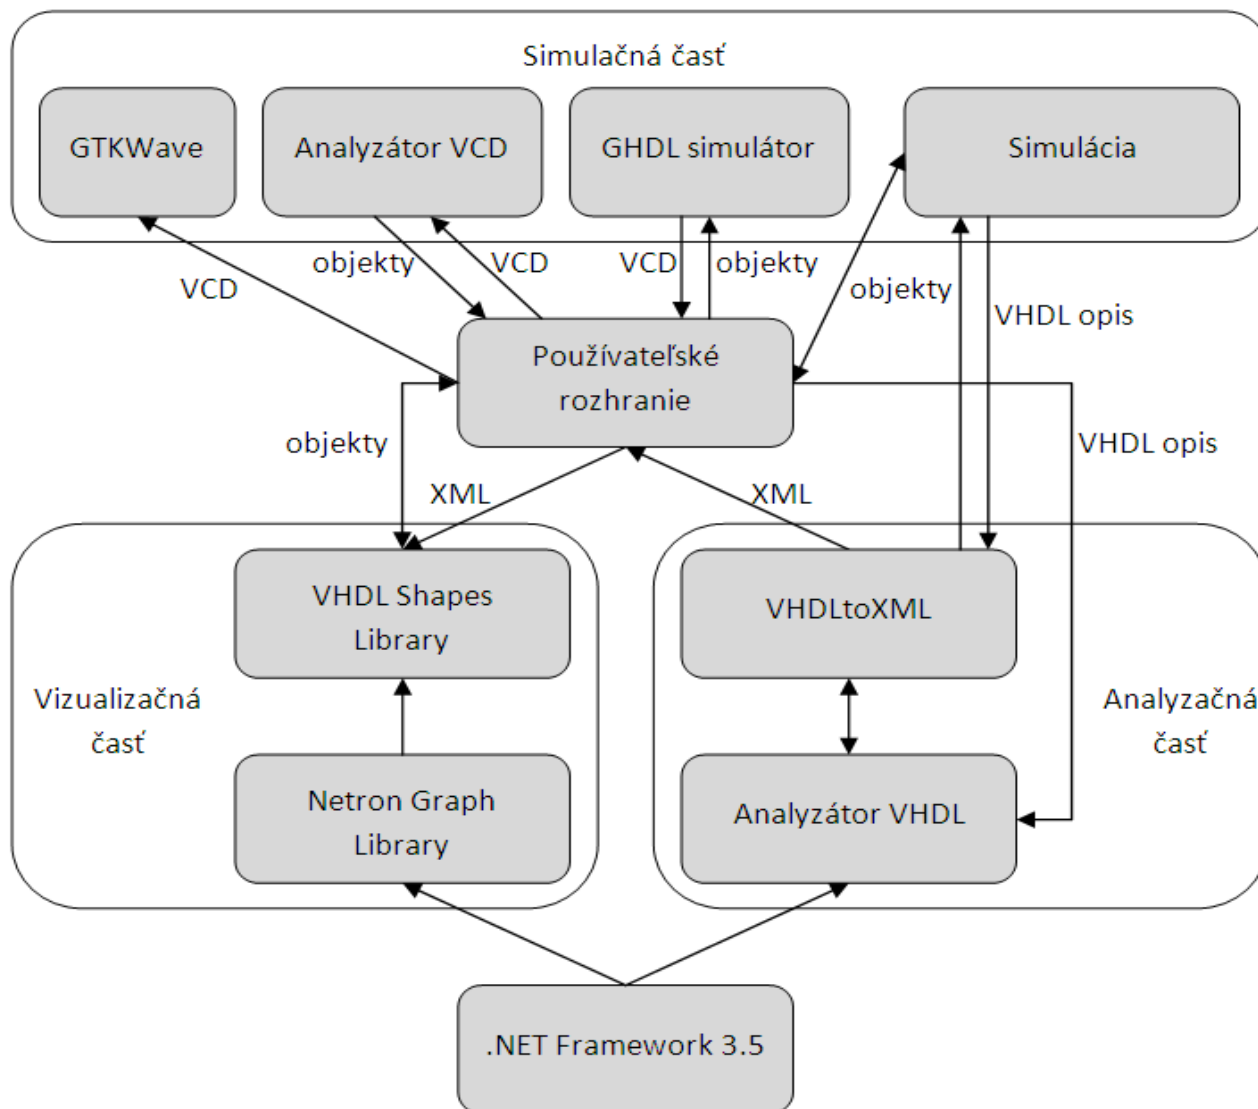 Simulačná časť
GTKWave
Analyzátor VCD
GHDL simulátor
Simulácia
VCD
objekty
VCD
VCD
objekty
objekty
VHDL opis
Používateľské
rozhranie
objekty
XML
XML
VHDL opis
VHDL Shapes
Library
VHDLtoXML
Vizualizačná
časť
Analyzačná
časť
Netron Graph
Library
Analyzátor VHDL
.NET Framework 3.5